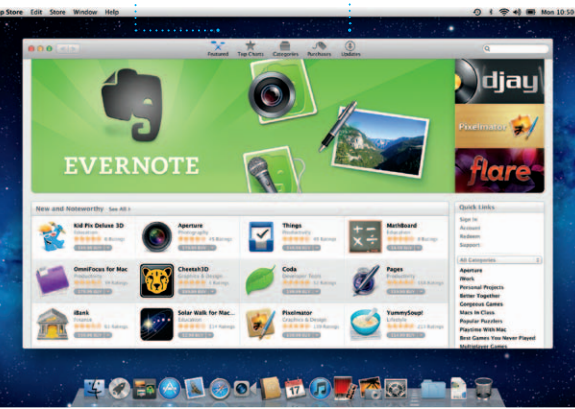 p Store Edit Store Window Help
Mon 10:50
Featured Top Charts Categories Purchases Updates
EVERNOTE
djay
Pixelmator
flare
New and Noteworthy See All >
Kid Pix Deluxe 3D
Education
Aperture
Photography
Things
Productivity
MathBoard
Education
OmniFocus for Mac
Productivity
Cheetah3D
Graphics & Design
Coda
Developer Tools
Pages
Productivity
iBank
Finance
Solar Walk for Mac...
Education
Pixelmator
Graphics & Design
YummySoup!
Lifestyle
Quick Links
Sign In
Account
Redeem
Support
All Categories
Aperture
iWork
Personal Projects
Better Together
Gorgeous Games
Macs In Class
Popular Puzzlers
Playtime With Mac
Best Games You Never Played
Multiplayer Games
17